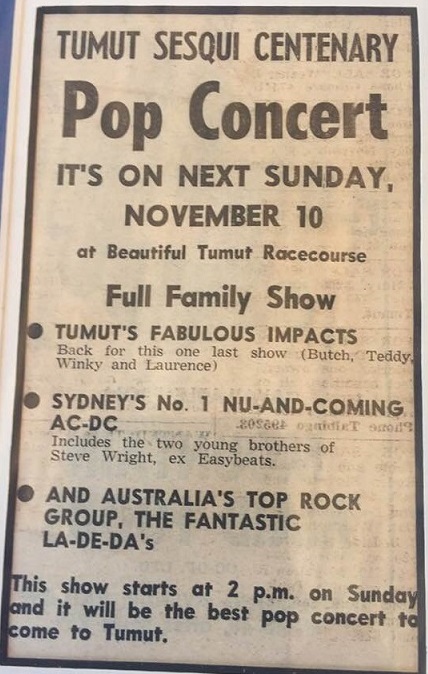 TUMUT SESQUI CENTENARY
Pop Concert
IT'S ON NEXT SUNDAY,
NOVEMBER 10
at Beautiful Tumut Racecourse
Full Family Show
● TUMUT'S FABULOUS IMPACTS
Back for this one last show (Butch, Teddy,
Winky and Laurence)
● SYDNEY'S No. 1 NU-AND-COMING
AC-DC
Includes the two young brothers of
Steve Wright, ex Easybeats.
● AND AUSTRALIA'S TOP ROCK
GROUP, THE FANTASTIC
LA-DE-DA's
This show starts at 2 p.m. on Sunday
and it will be the best pop concert to
come to Tumut.